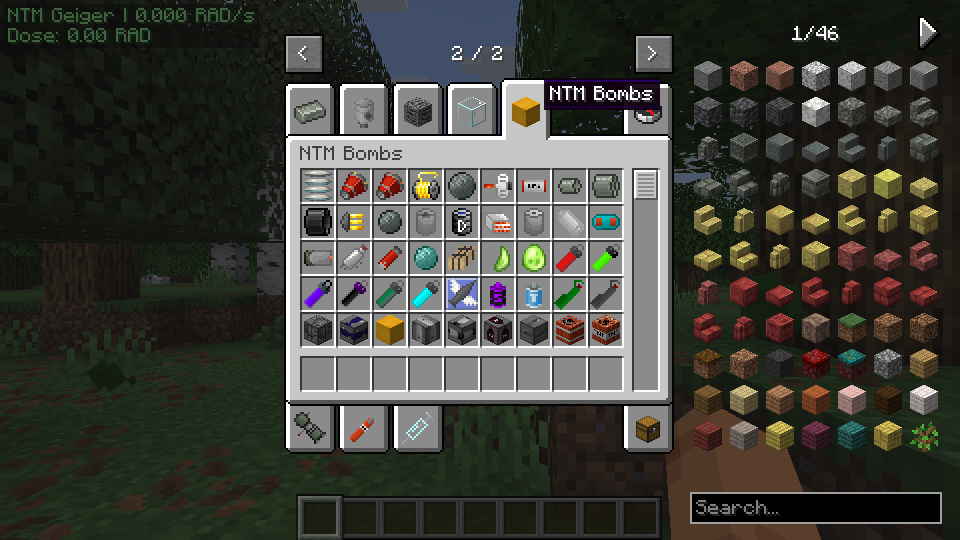 NTM Geiger | 0.000 RAD/s
Dose: 0.00 RAD
< 2 / 2 >
1/46
NTM Bombs
NTM Bombs
Search...